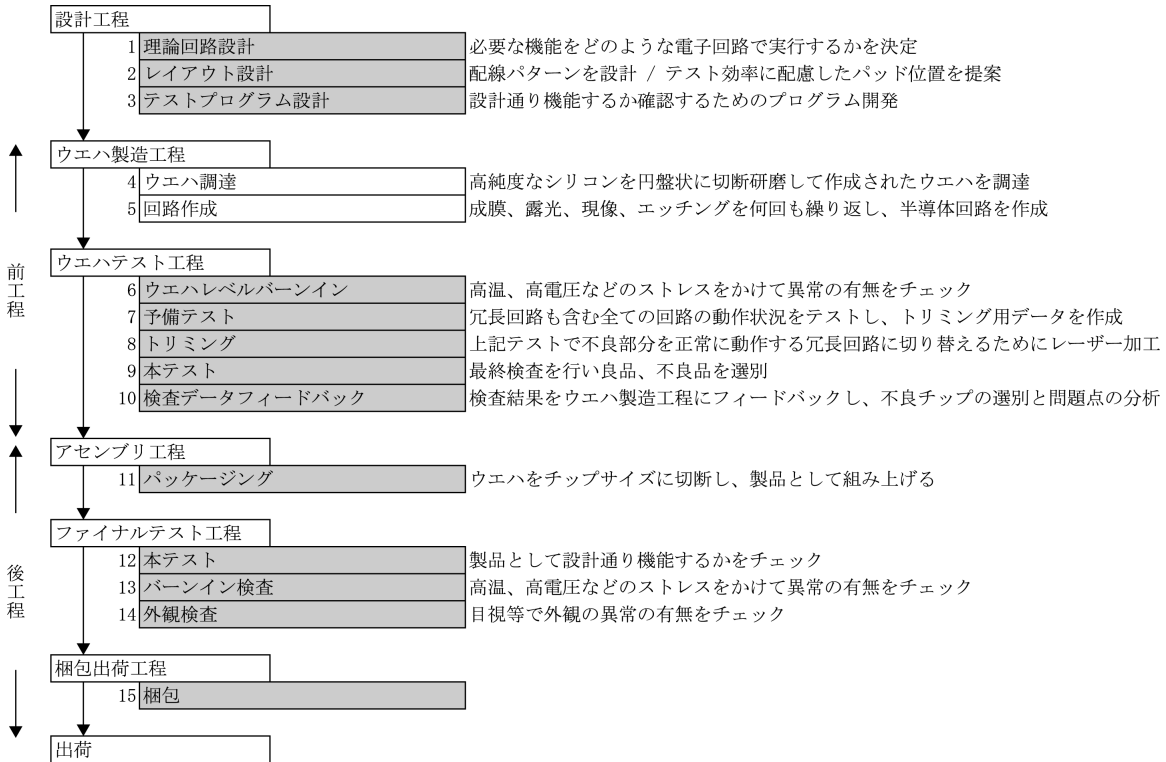 設計工程
1 理論回路設計 必要な機能をどのような電子回路で実行するかを決定
2 レイアウト設計 配線パターンを設計 / テスト効率に配慮したパッド位置を提案
3 テストプログラム設計 設計通り機能するか確認するためのプログラム開発
ウエハ製造工程
4 ウエハ調達 高純度なシリコンを円盤状に切断研磨して作成されたウエハを調達
5 回路作成 成膜、露光、現像、エッチングを何回も繰り返し、半導体回路を作成
前工程
ウエハテスト工程
6 ウエハレベルバーンイン 高温、高電圧などのストレスをかけて異常の有無をチェック
7 予備テスト 冗長回路も含む全ての回路の動作状況をテストし、トリミング用データを作成
8 トリミング 上記テストで不良部分を正常に動作する冗長回路に切り替えるためにレーザー加工
9 本テスト 最終検査を行い良品、不良品を選別
10 検査データフィードバック 検査結果をウエハ製造工程にフィードバックし、不良チップの選別と問題点の分析
アセンブリ工程
11 パッケージング ウエハをチップサイズに切断し、製品として組み上げる
ファイナルテスト工程
12 本テスト 製品として設計通り機能するかをチェック
後工程
13 バーンイン検査 高温、高電圧などのストレスをかけて異常の有無をチェック
14 外観検査 目視等で外観の異常の有無をチェック
梱包出荷工程
15 梱包
出荷